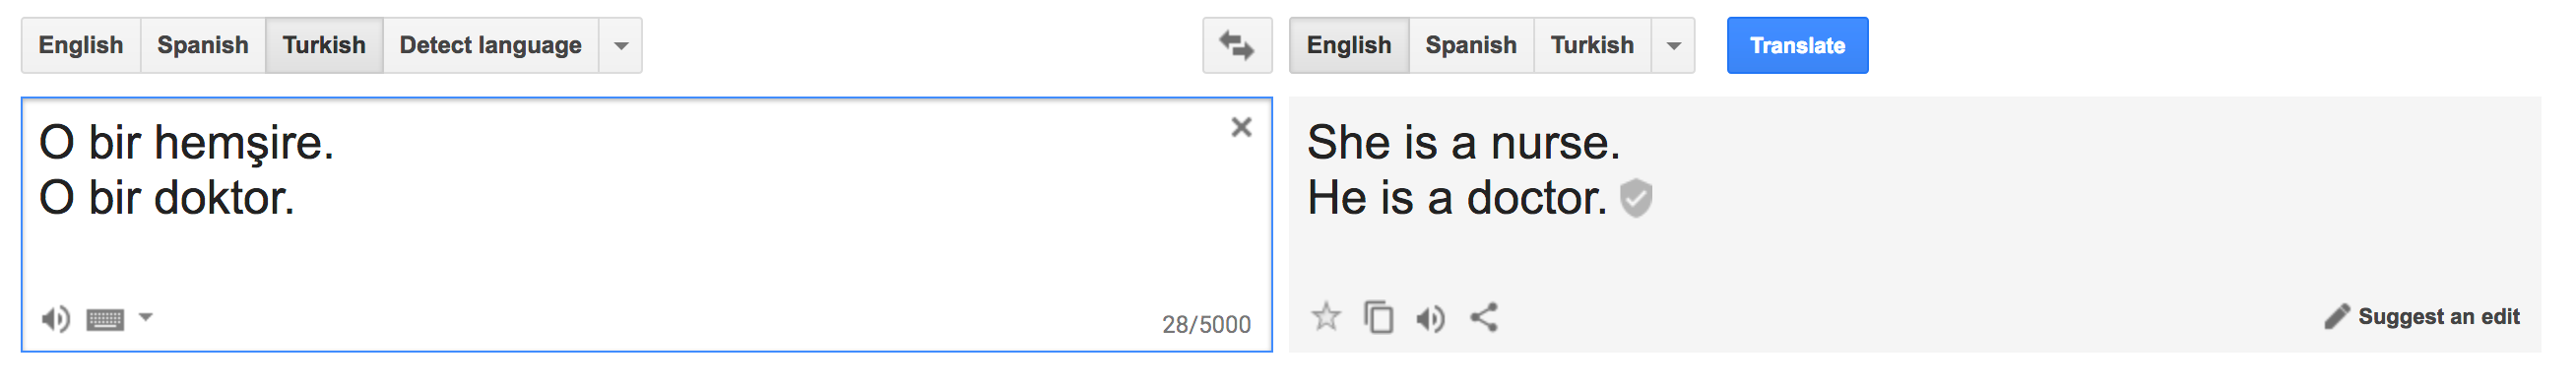 English Spanish Turkish Detect language English Spanish Turkish Translate
O bir hemşire.
O bir doktor.
28/5000
She is a nurse.
He is a doctor.
Suggest an edit